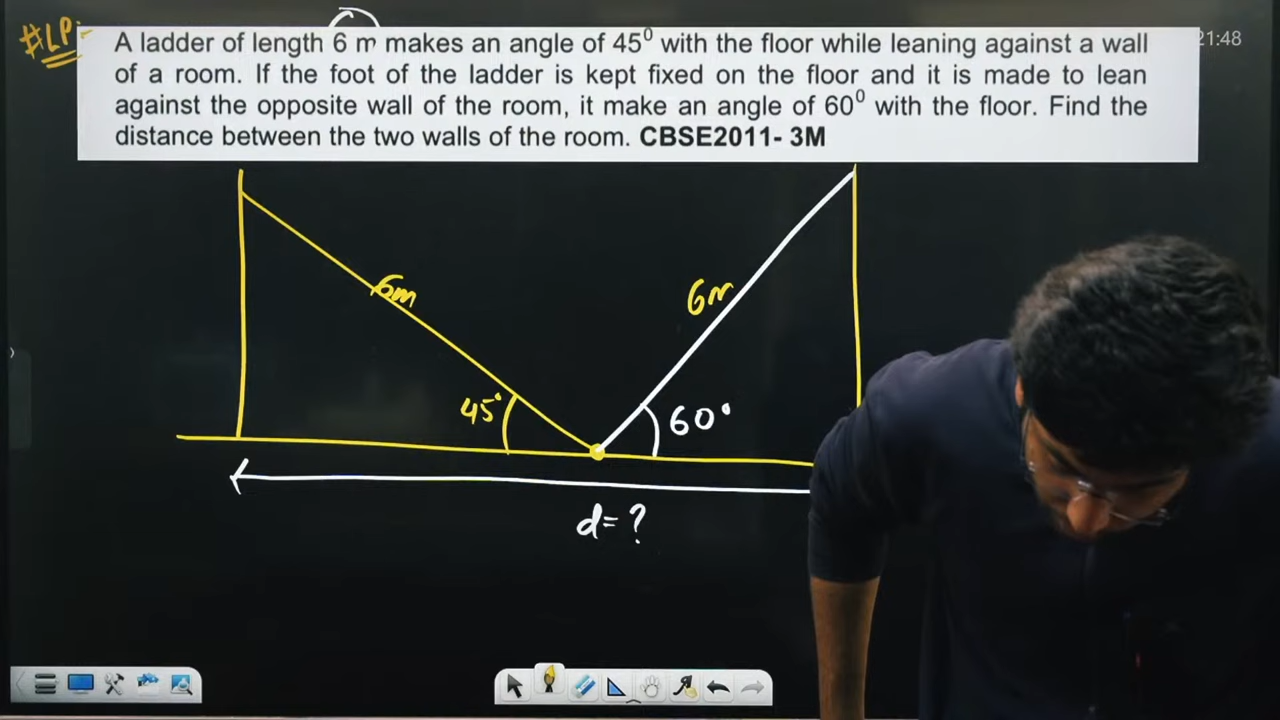 #LP:
21:48
A ladder of length 6 m makes an angle of 45⁰ with the floor while leaning against a wall
of a room. If the foot of the ladder is kept fixed on the floor and it is made to lean
against the opposite wall of the room, it make an angle of 60⁰ with the floor. Find the
distance between the two walls of the room. CBSE2011- 3M
6m
6m
45°
60°
d= ?